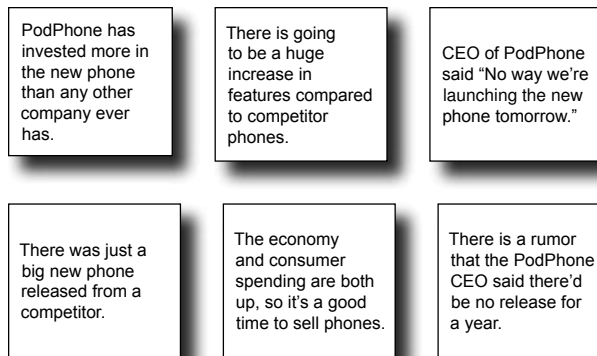 PodPhone has
invested more in
the new phone
than any other
company ever
has.
There is going
to be a huge
increase in
features compared
to competitor
phones.
CEO of PodPhone
said “No way we’re
launching the new
phone tomorrow.”
There was just a
big new phone
released from a
competitor.
The economy
and consumer
spending are both
up, so it’s a good
time to sell phones.
There is a rumor
that the PodPhone
CEO said there’d
be no release for
a year.